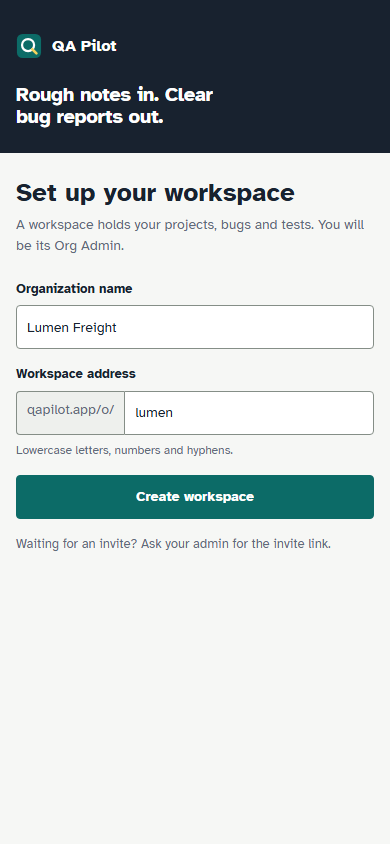 QA Pilot
Rough notes in. Clear
bug reports out.
Set up your workspace
A workspace holds your projects, bugs and tests. You will
be its Org Admin.
Organization name
Lumen Freight
Workspace address
qapilot.app/o/ lumen
Lowercase letters, numbers and hyphens.
Create workspace
Waiting for an invite? Ask your admin for the invite link.